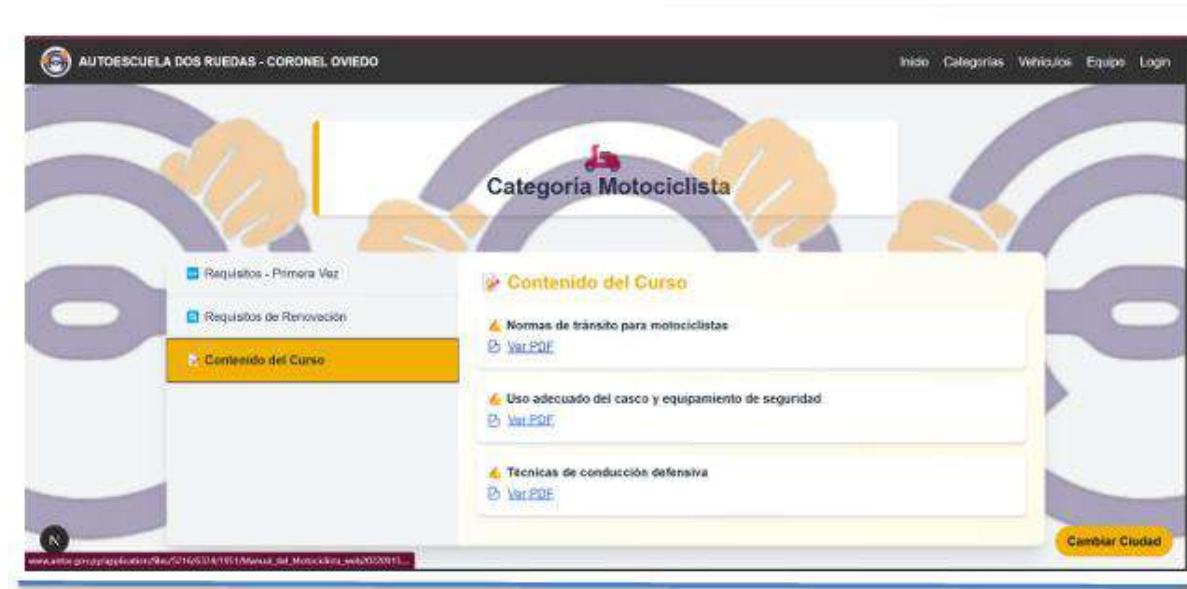 AUTOESCUELA DOS RUEDAS - CORONEL OVIEDO
Inicio Categorías Vehículos Equipo Login
Categoría Motociclista
Requisitos - Primera Vez
Requisitos de Renovación
Contenido del Curso
Contenido del Curso
Normas de tránsito para motociclistas
Ver PDF
Uso adecuado del casco y equipamiento de seguridad
Ver PDF
Técnicas de conducción defensiva
Ver PDF
N
Cambiar Ciudad